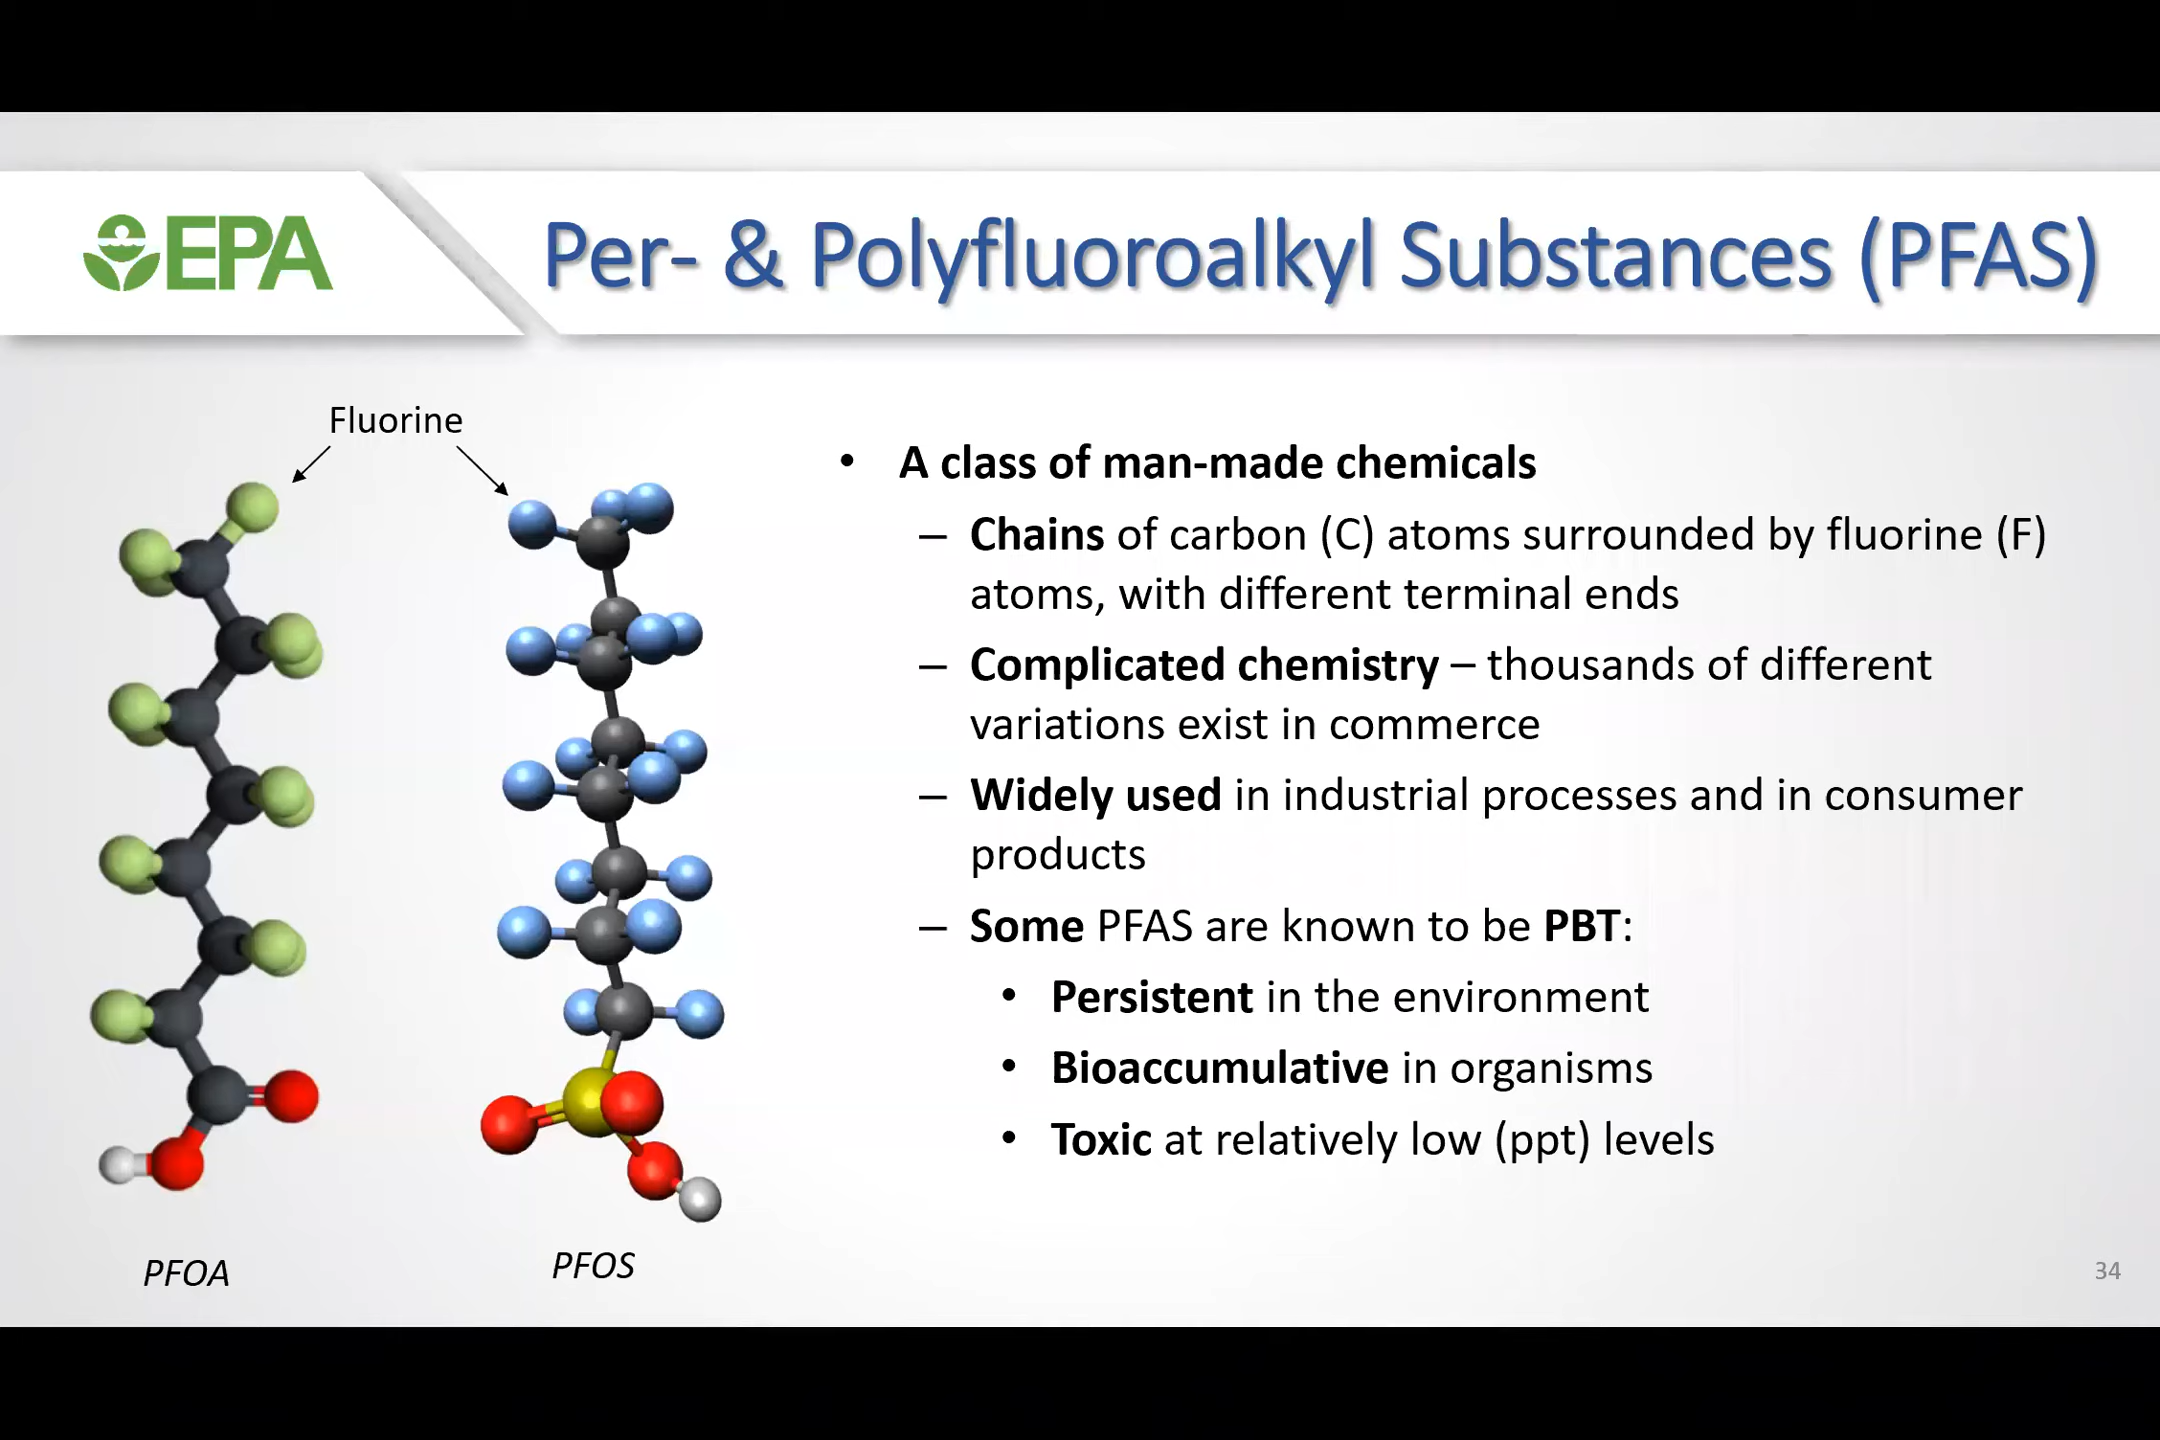 EPA
Per- & Polyfluoroalkyl Substances (PFAS)
Fluorine
PFOA
PFOS
• A class of man-made chemicals
– Chains of carbon (C) atoms surrounded by fluorine (F)
atoms, with different terminal ends
– Complicated chemistry – thousands of different
variations exist in commerce
– Widely used in industrial processes and in consumer
products
– Some PFAS are known to be PBT:
• Persistent in the environment
• Bioaccumulative in organisms
• Toxic at relatively low (ppt) levels
34